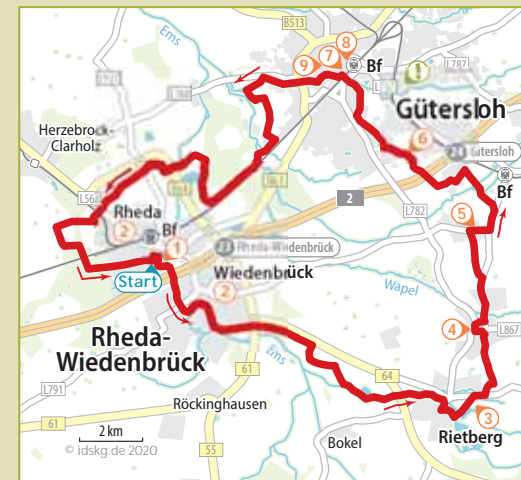 B513
Ems
8
7
9
Bf
L787
Gütersloh
Herzebrock-
Clarholz
6
Gütersloh
Bf
L56
Rheda
2
Bf
1
2
L782
5
Rheda-Wiedenbrück
Start
Wiedenbrück
2
Wapel
4
L867
Rheda-
Wiedenbrück
Ems
64
61
L791
Röckinghausen
3
61
Rietberg
2 km
Bokel
55
© idskg.de 2020